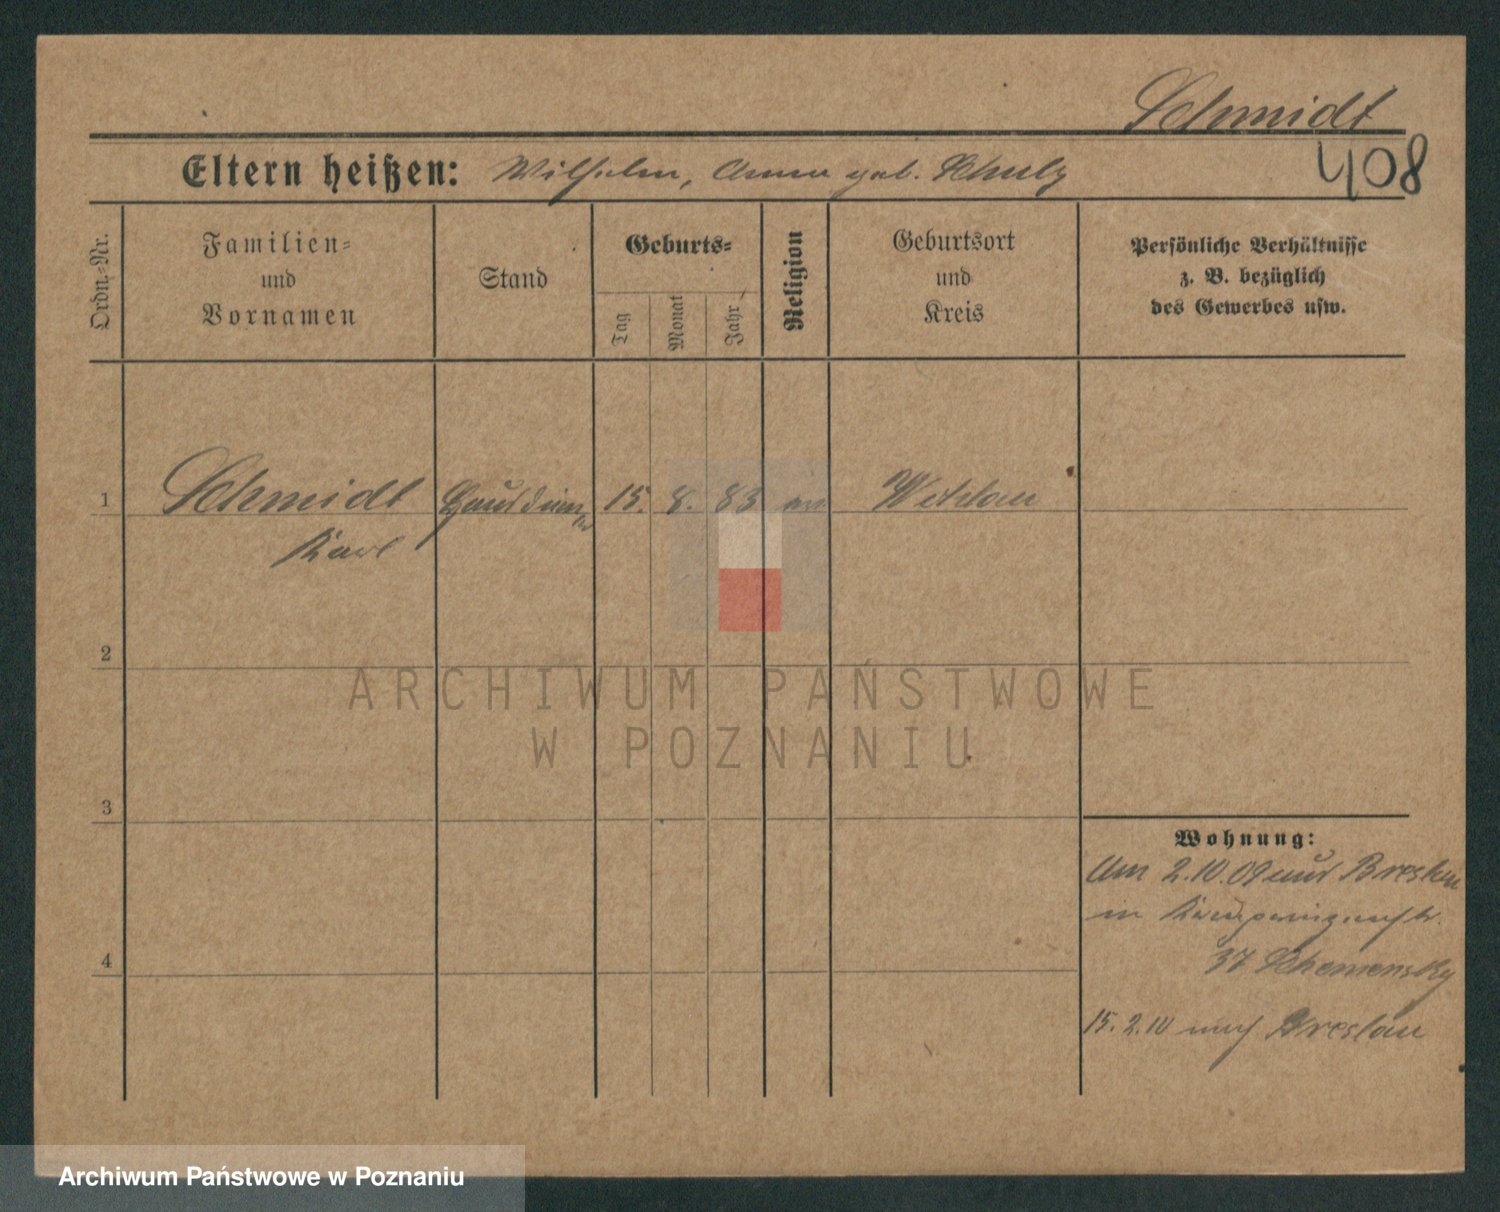 Schmidt
408
Eltern heißen: Wilhelm, Anna geb. Schulz
Ordn.-Nr.
Familien-
und
Vornamen
Stand
Geburts-
Tag
Monat
Jahr
Religion
Geburtsort
und
Kreis
Persönliche Verhältnisse
z. B. bezüglich
des Gewerbes usw.
1 Schmidt 15. 8. 83
Karl
2
3
4
Wohnung:
Am 2.10.09 aus Breslau
in
37
15.2.10 nach Breslau
ARCHIWUM PAŃSTWOWE
W POZNANIU
Archiwum Państwowe w Poznaniu